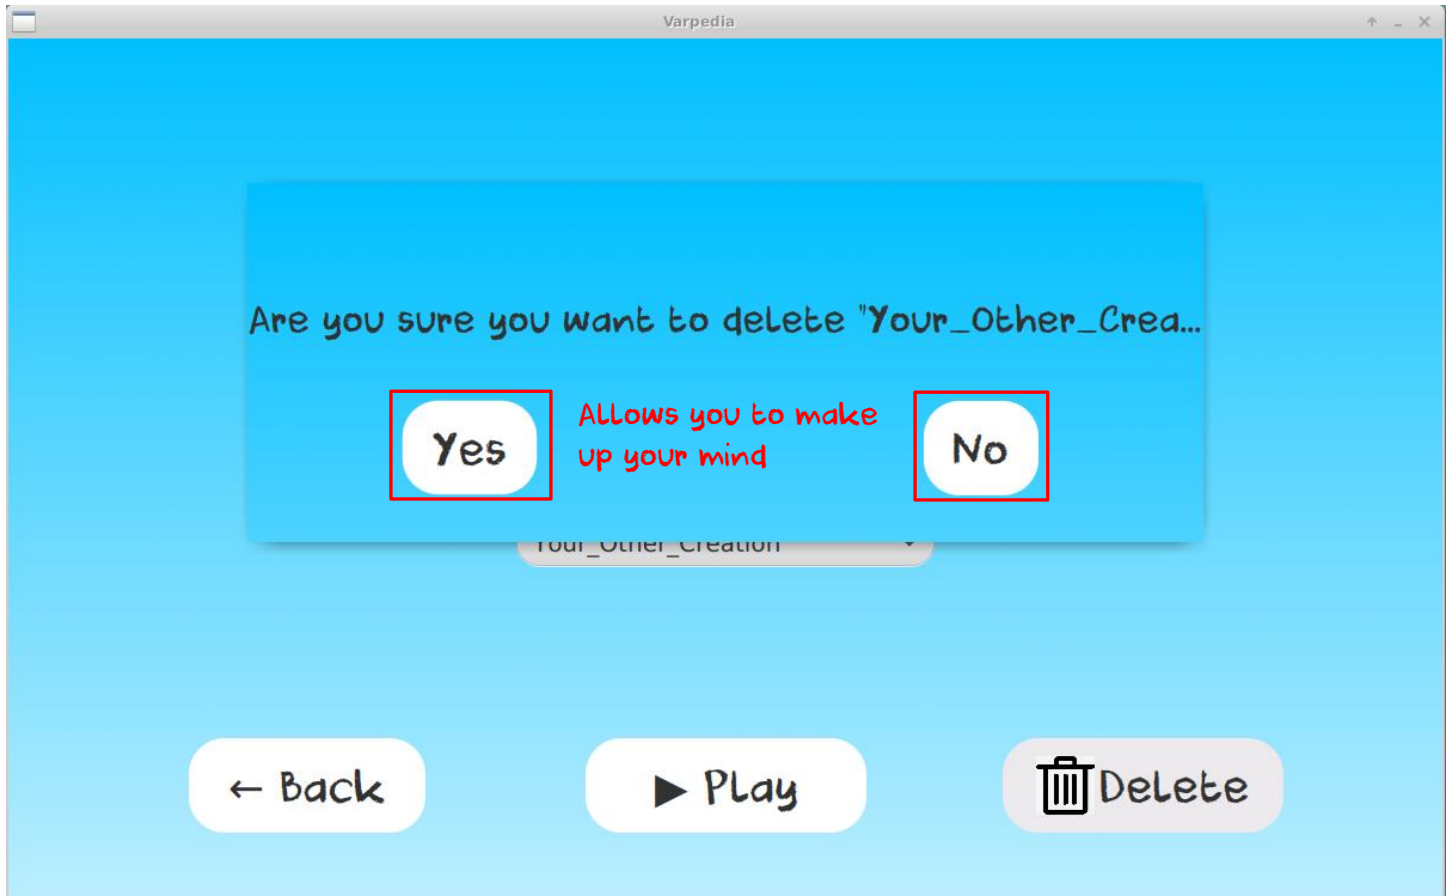 Varpedia
Are you sure you want to delete "Your_Other_Crea...
Allows you to make
up your mind
Yes
No
Your_Other_Creation
← Back
▶ Play
Delete